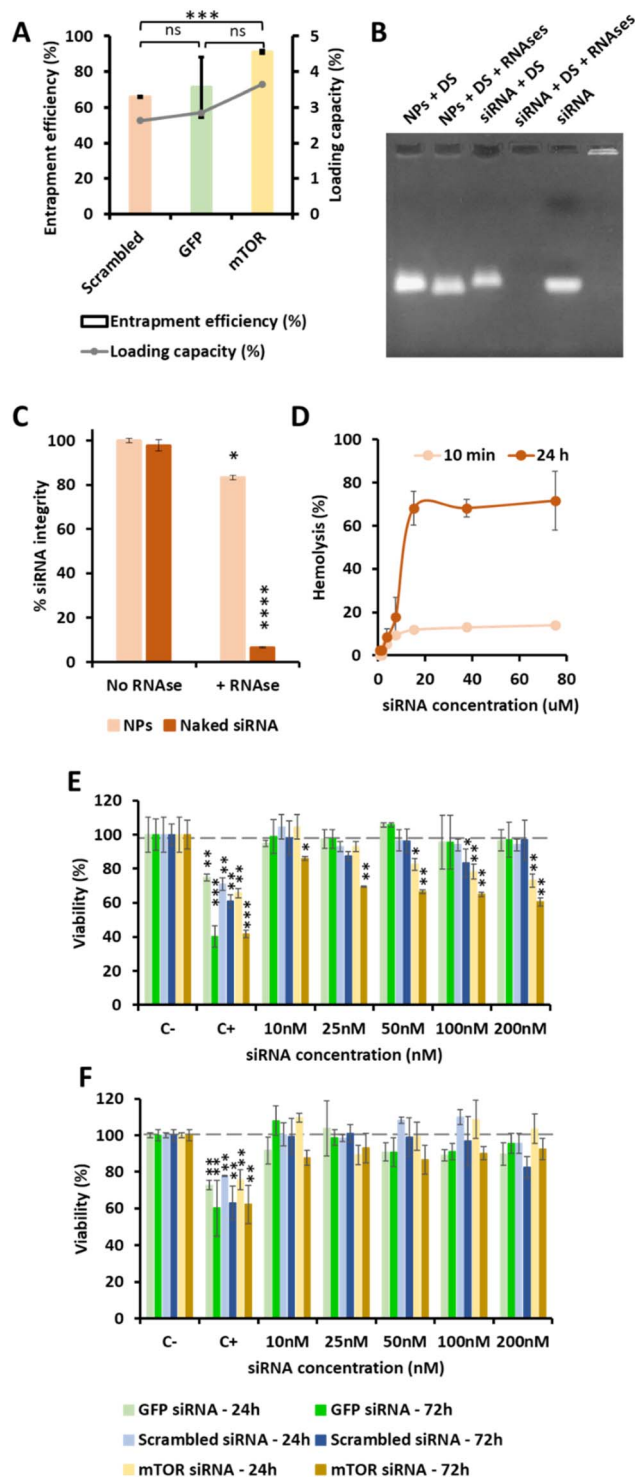 A
***
ns ns
Entrapment efficiency (%)
100
80
60
40
20
0
5
4
3
2
1
0
Loading capacity (%)
Scrambled
GFP
mTOR
Entrapment efficiency (%)
Loading capacity (%)
B
NPs + DS
NPs + DS + RNAses
siRNA + DS
siRNA + DS + RNAses
siRNA
C
% siRNA integrity
100
80
60
40
20
0
*
****
No RNAse + RNAse
NPs Naked siRNA
D
10 min 24 h
Hemolysis (%)
100
80
60
40
20
0
0 20 40 60 80
siRNA concentration (uM)
E
Viability (%)
120
100
80
60
40
20
0
C- C+ 10nM 25nM 50nM 100nM 200nM
siRNA concentration (nM)
F
Viability (%)
120
100
80
60
40
20
0
C- C+ 10nM 25nM 50nM 100nM 200nM
siRNA concentration (nM)
GFP siRNA - 24h GFP siRNA - 72h
Scrambled siRNA - 24h Scrambled siRNA - 72h
mTOR siRNA - 24h mTOR siRNA - 72h